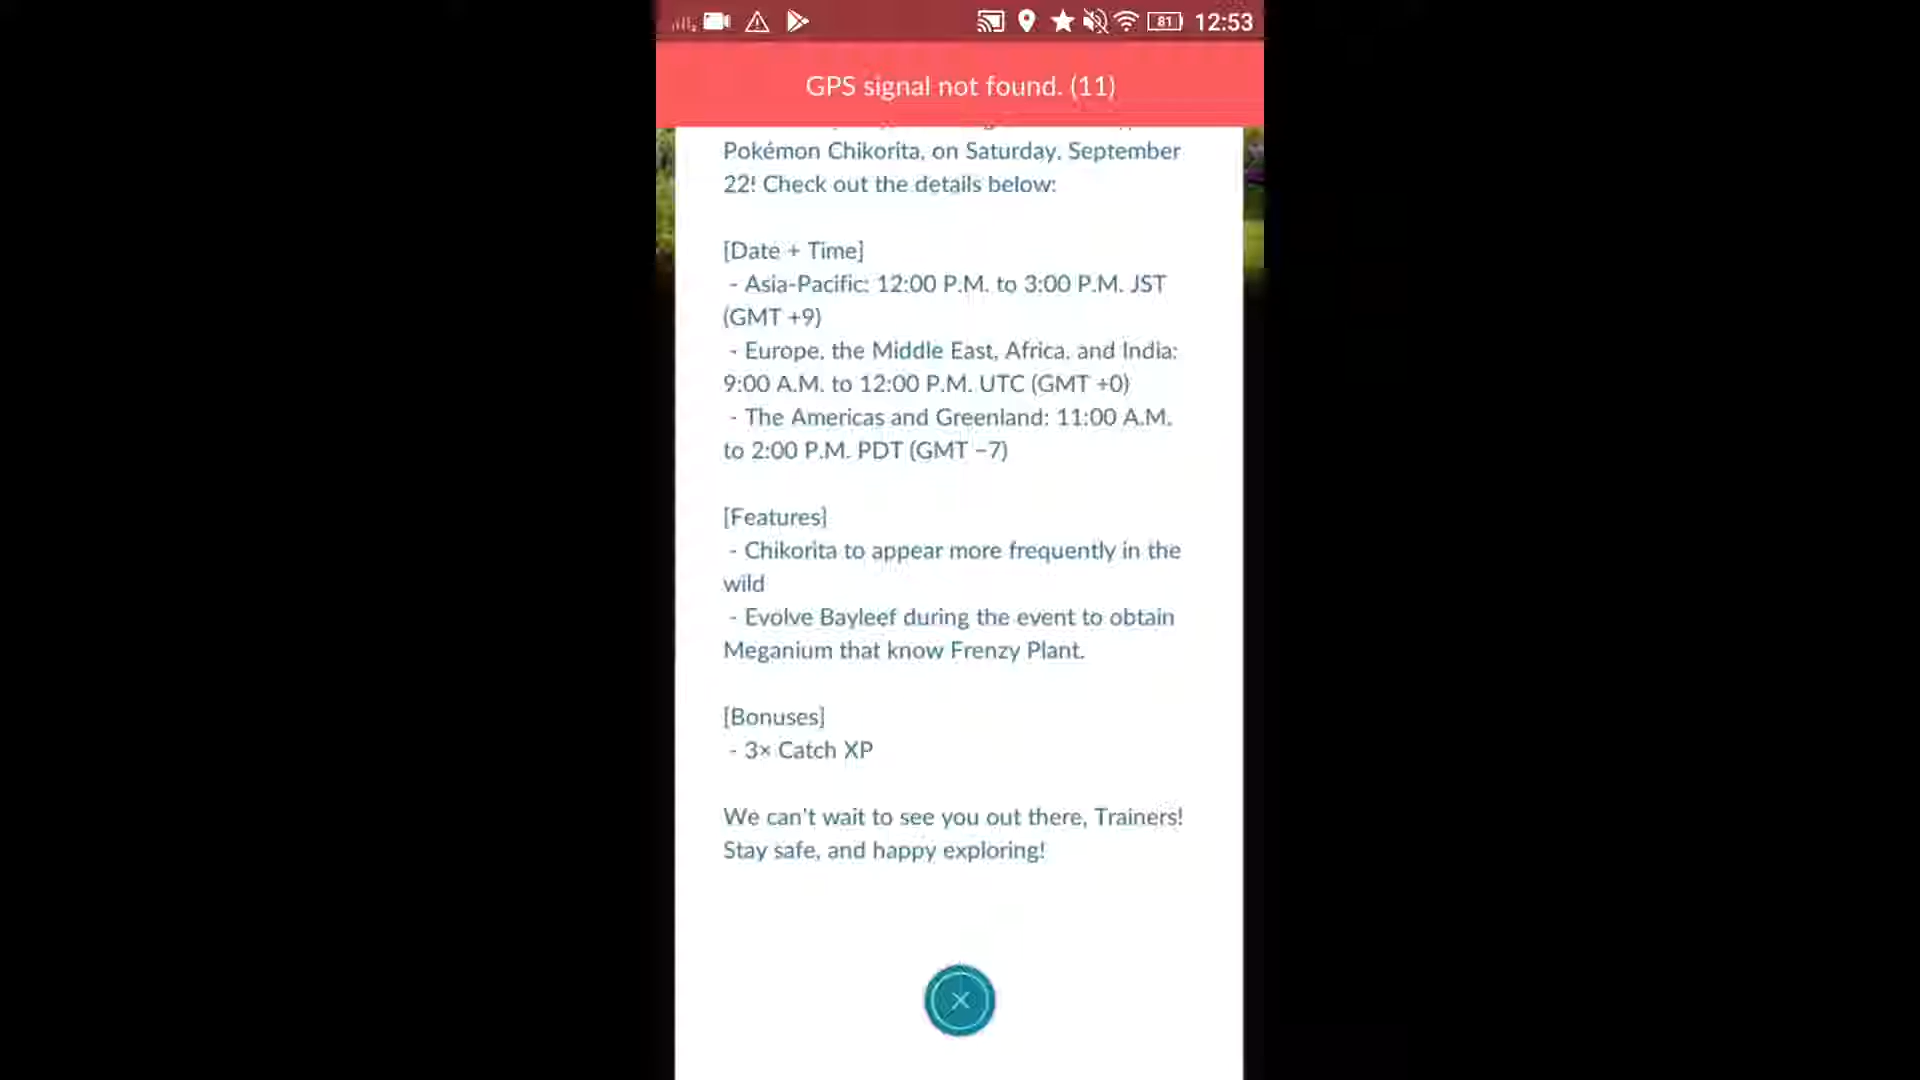 81 12:53
GPS signal not found. (11)
Pokémon Chikorita, on Saturday, September
22! Check out the details below:
[Date + Time]
- Asia-Pacific: 12:00 P.M. to 3:00 P.M. JST
(GMT +9)
- Europe, the Middle East, Africa, and India:
9:00 A.M. to 12:00 P.M. UTC (GMT +0)
- The Americas and Greenland: 11:00 A.M.
to 2:00 P.M. PDT (GMT −7)
[Features]
- Chikorita to appear more frequently in the
wild
- Evolve Bayleef during the event to obtain
Meganium that know Frenzy Plant.
[Bonuses]
- 3× Catch XP
We can't wait to see you out there, Trainers!
Stay safe, and happy exploring!